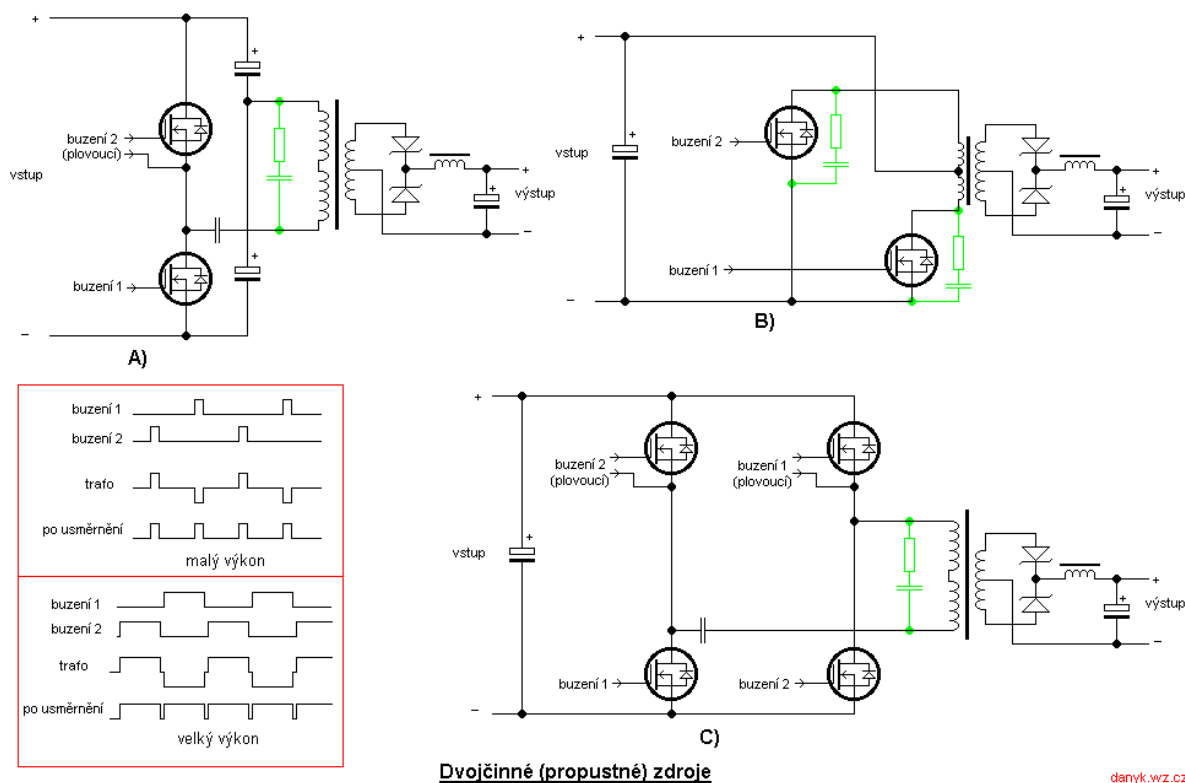 +
+
buzení 2
(plovoucí)
vstup
+
výstup
+
−
buzení 1
+
−
A)
+
+
buzení 2
vstup
+
výstup
+
−
buzení 1
−
B)
buzení 1
buzení 2
trafo
po usměrnění
malý výkon
buzení 1
buzení 2
trafo
po usměrnění
velký výkon
+
buzení 2
(plovoucí)
buzení 1
(plovoucí)
vstup
+
+
výstup
+
−
buzení 1
buzení 2
−
C)
Dvojčinné (propustné) zdroje
danyk.wz.cz